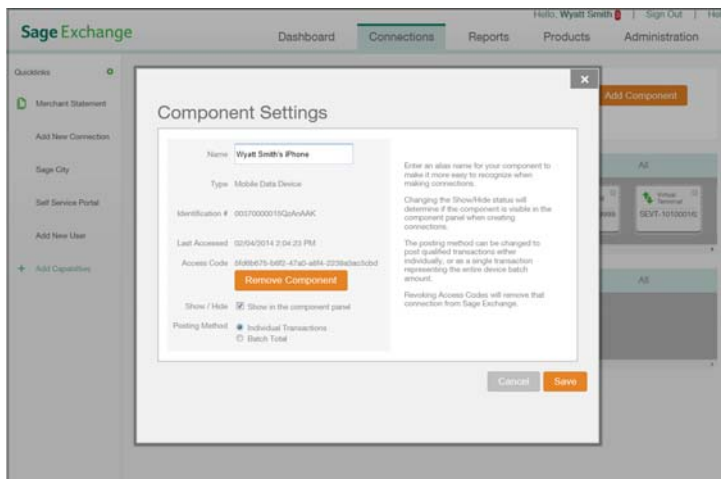 Hello, Wyatt Smith | Sign Out |
Sage Exchange
Dashboard Connections Reports Products Administration
Quicklinks
Merchant Statement
Add New Connection
Sage City
Self Service Portal
Add New User
+ Add Capabilities
Add Component
All
Virtual Terminal
All
×
Component Settings
Name Wyatt Smith's iPhone
Type Mobile Data Device
Identification #
Last Accessed 02/04/2014 2:04:23 PM
Access Code
Remove Component
Show / Hide Show in the component panel
Posting Method Individual Transactions
Batch Total
Enter an alias name for your component to
make it more easy to recognize when
making connections.
Changing the Show/Hide status will
determine if the component is visible in the
component panel when creating
connections.
The posting method can be changed to
post qualified transactions either
individually, or as a single transaction
representing the entire device batch
amount.
Revoking Access Codes will remove that
connection from Sage Exchange.
Cancel Save